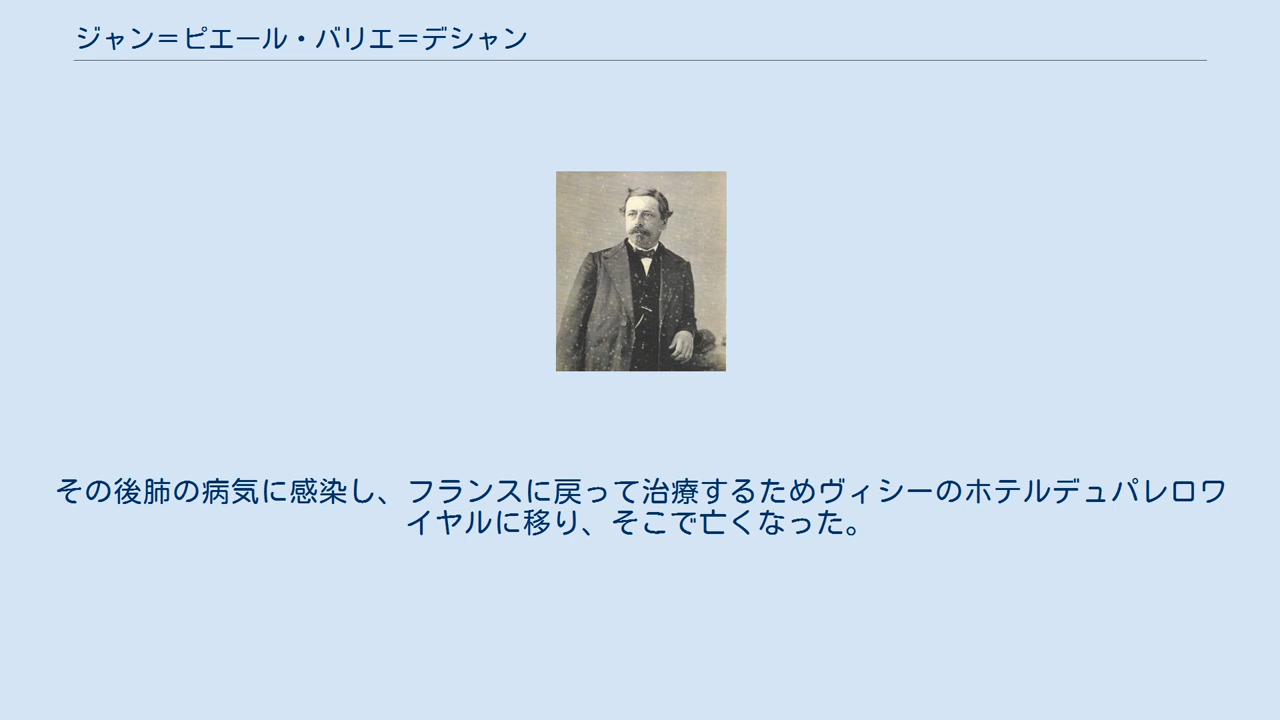 ジャン＝ピエール・バリエ＝デシャン
その後肺の病気に感染し、フランスに戻って治療するためヴィシーのホテルデュパレロワ
イヤルに移り、そこで亡くなった。